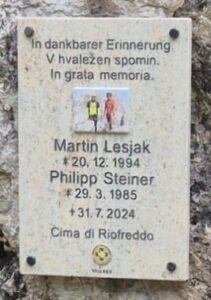 In dankbarer Erinnerung
V hvaležen spomin.
In grata memoria.
Martin Lesjak
* 20. 12. 1994
Philipp Steiner
* 29. 3. 1985
† 31. 7. 2024
Cima di Riofreddo